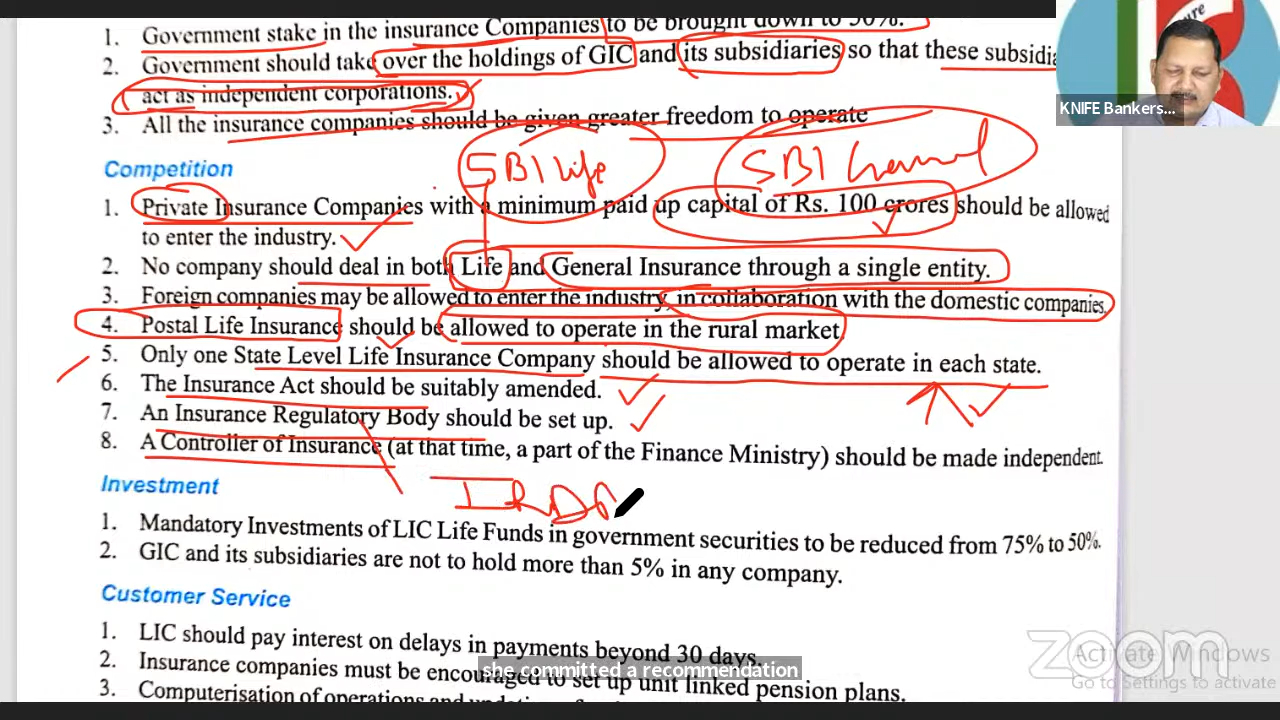 1. Government stake in the insurance Companies to be brought down to 50%.
2. Government should take over the holdings of GIC and its subsidiaries so that these subsidia
act as independent corporations.
3. All the insurance companies should be given greater freedom to operate
KNIFE Bankers...
SBI Life
SBI General
Competition
1. Private Insurance Companies with a minimum paid up capital of Rs. 100 crores should be allowed
to enter the industry.
2. No company should deal in both Life and General Insurance through a single entity.
3. Foreign companies may be allowed to enter the industry, in collaboration with the domestic companies.
4. Postal Life Insurance should be allowed to operate in the rural market.
5. Only one State Level Life Insurance Company should be allowed to operate in each state.
6. The Insurance Act should be suitably amended.
7. An Insurance Regulatory Body should be set up.
8. A Controller of Insurance (at that time, a part of the Finance Ministry) should be made independent.
IRDA
Investment
1. Mandatory Investments of LIC Life Funds in government securities to be reduced from 75% to 50%.
2. GIC and its subsidiaries are not to hold more than 5% in any company.
Customer Service
1. LIC should pay interest on delays in payments beyond 30 days.
2. Insurance companies must be encouraged to set up unit linked pension plans.
3. Computerisation of operations and
she committed a recommendation
zoom
Activate Windows
Go to Settings to activate